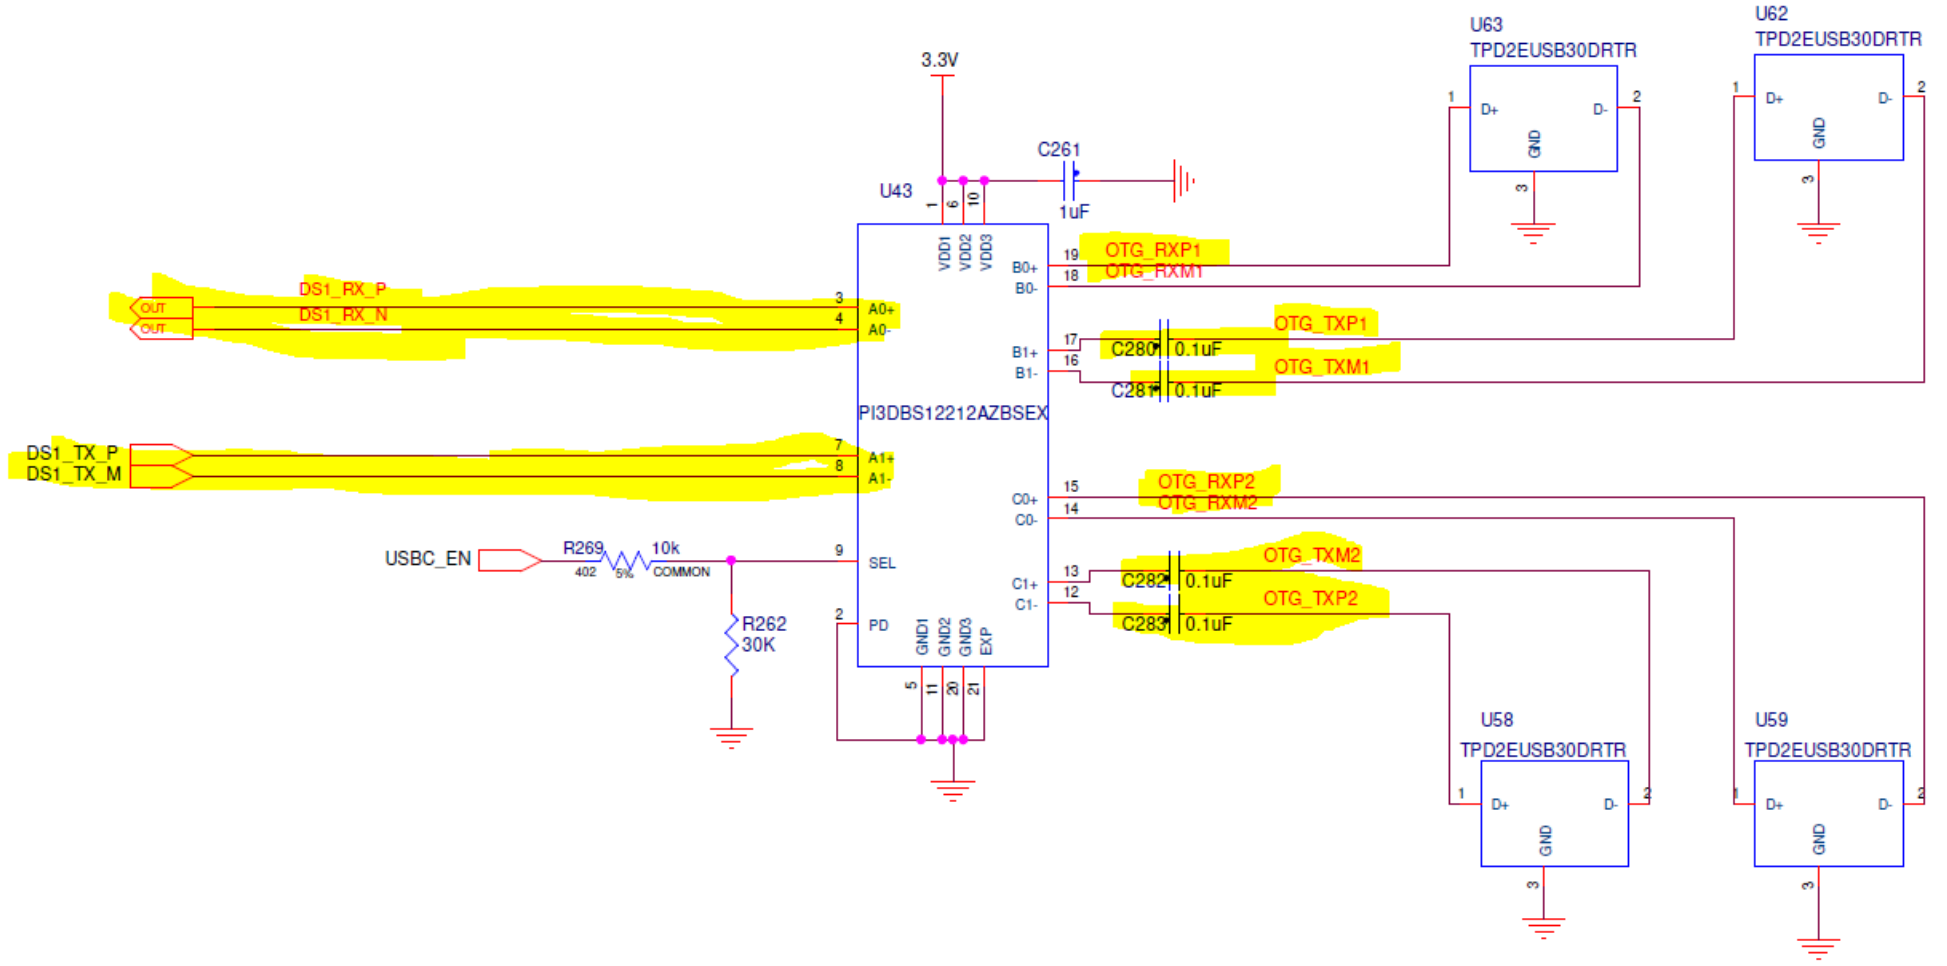 U63
TPD2EUSB30DRTR
1
D+
D-
2
GND
3
U62
TPD2EUSB30DRTR
1
D+
D-
2
GND
3
3.3V
C261
1uF
U43
1
6
10
VDD1
VDD2
VDD3
DS1_RX_P
OUT
3
A0+
DS1_RX_N
OUT
4
A0-
B0+
19
OTG_RXP1
B0-
18
OTG_RXM1
B1+
17
C280
0.1uF
OTG_TXP1
B1-
16
C281
0.1uF
OTG_TXM1
PI3DBS12212AZBSEX
DS1_TX_P
7
A1+
DS1_TX_M
8
A1-
C0+
15
OTG_RXP2
C0-
14
OTG_RXM2
USBC_EN
R269
10k
402
5%
COMMON
9
SEL
C1+
13
C282
0.1uF
OTG_TXM2
C1-
12
C283
0.1uF
OTG_TXP2
R262
30K
2
PD
GND1
GND2
GND3
EXP
5
11
20
21
U58
TPD2EUSB30DRTR
1
D+
D-
2
GND
3
U59
TPD2EUSB30DRTR
1
D+
D-
2
GND
3